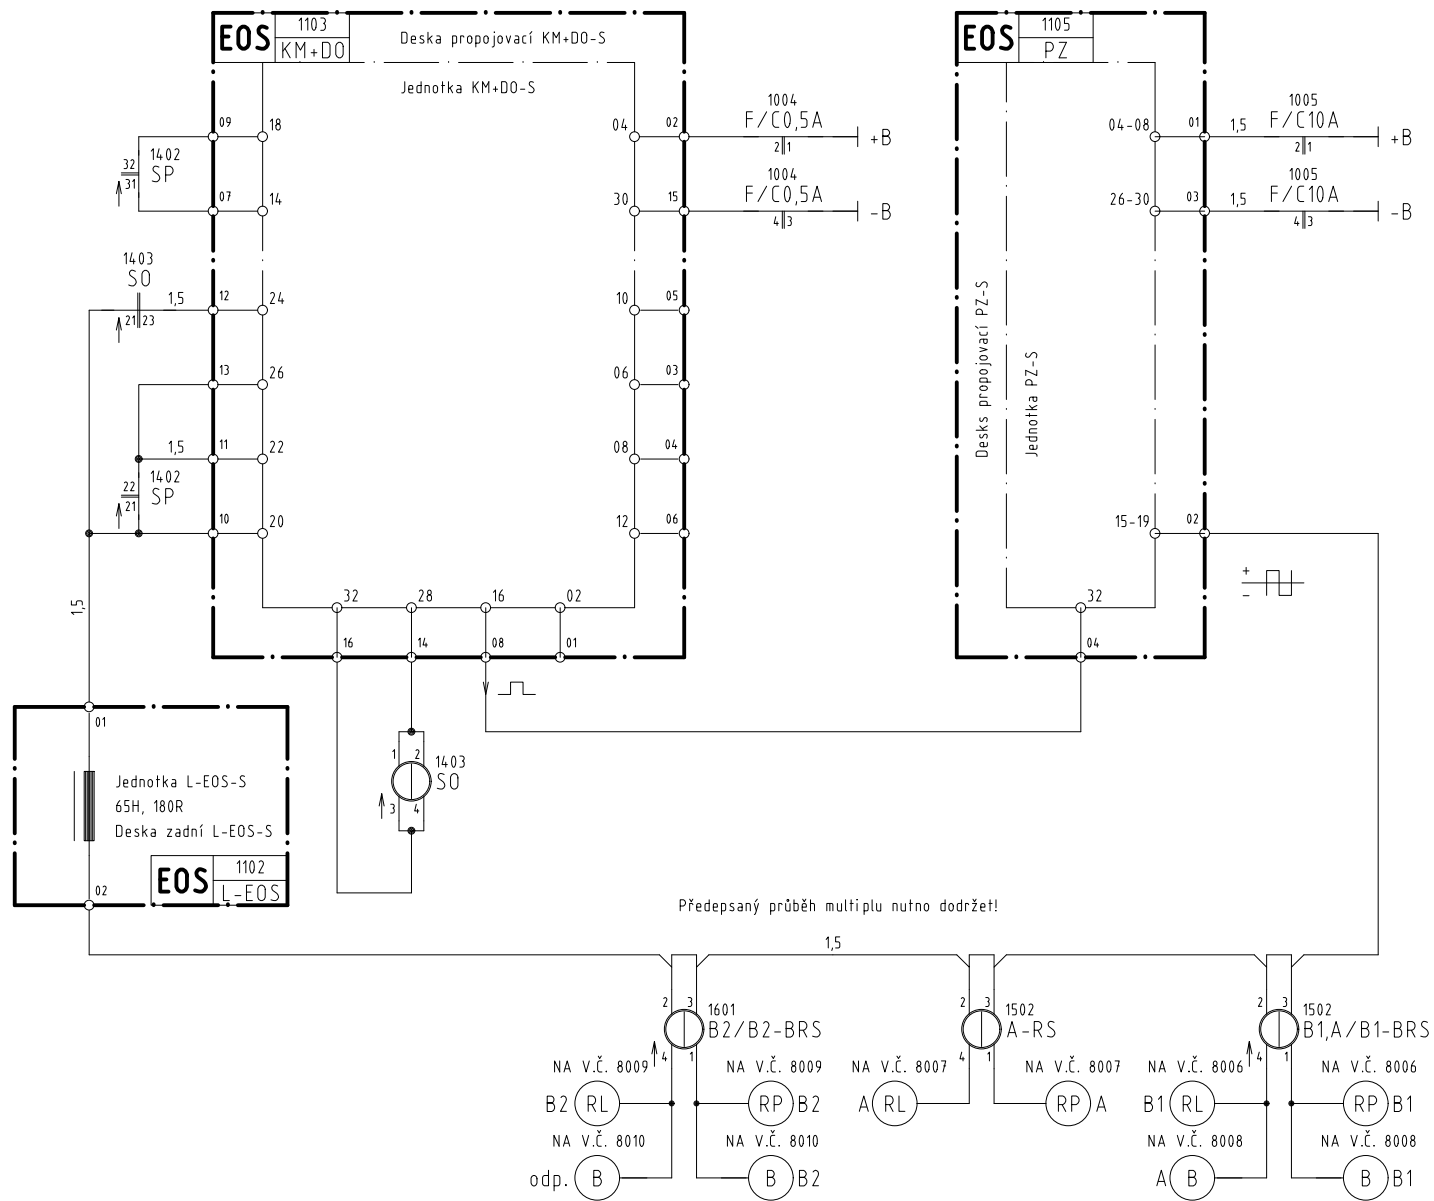 EOS 1103
KM+DO
Deska propojovací KM+DO-S
Jednotka KM+DO-S
EOS 1105
PZ
09 18
32
31
1402
SP
07 14
1403
SO
1,5
21 23
12 24
13 26
1,5
11 22
22
21
1402
SP
10 20
1,5
04 02
1004
F/C0,5A
2 1
+B
30 15
1004
F/C0,5A
4 3
-B
10 05
06 03
08 04
12 06
32 28 16 02
16 14 08 01
04-08 01
1,5
1005
F/C10A
2 1
+B
26-30 03
1,5
1005
F/C10A
4 3
-B
Desks propojovací PZ-S
Jednotka PZ-S
15-19 02
+
-
32
04
01
Jednotka L-EOS-S
65H, 180R
Deska zadní L-EOS-S
EOS 1102
L-EOS
02
1 2
1403
SO
3 4
Předepsaný průběh multiplu nutno dodržet!
1,5
2 3
1601
B2/B2-BRS
4 1
2 3
1502
A-RS
4 1
2 3
1502
B1,A/B1-BRS
4 1
NA V.Č. 8009
B2 RL
NA V.Č. 8009
RP B2
NA V.Č. 8007
A RL
NA V.Č. 8007
RP A
NA V.Č. 8006
B1 RL
NA V.Č. 8006
RP B1
NA V.Č. 8010
odp. B
NA V.Č. 8010
B B2
NA V.Č. 8008
A B
NA V.Č. 8008
B B1